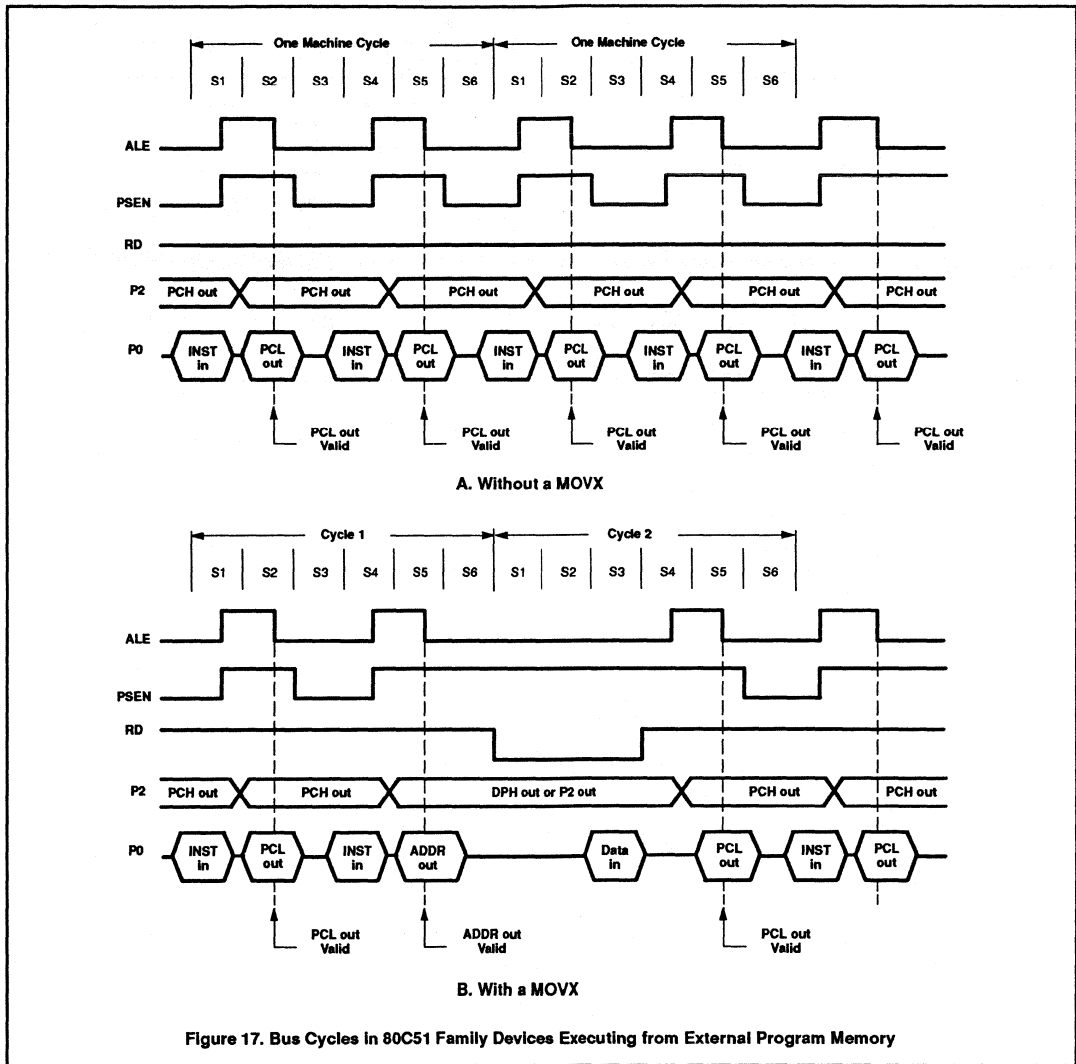 One Machine Cycle One Machine Cycle
S1 S2 S3 S4 S5 S6 S1 S2 S3 S4 S5 S6
ALE
PSEN
RD
P2 PCH out PCH out PCH out PCH out PCH out PCH out
P0 INST in PCL out INST in PCL out INST in PCL out INST in PCL out INST in PCL out
PCL out Valid PCL out Valid PCL out Valid PCL out Valid PCL out Valid
A. Without a MOVX
Cycle 1 Cycle 2
S1 S2 S3 S4 S5 S6 S1 S2 S3 S4 S5 S6
ALE
PSEN
RD
P2 PCH out PCH out DPH out or P2 out PCH out PCH out
P0 INST in PCL out INST in ADDR out Data in PCL out INST in PCL out
PCL out Valid ADDR out Valid PCL out Valid
B. With a MOVX
Figure 17. Bus Cycles in 80C51 Family Devices Executing from External Program Memory